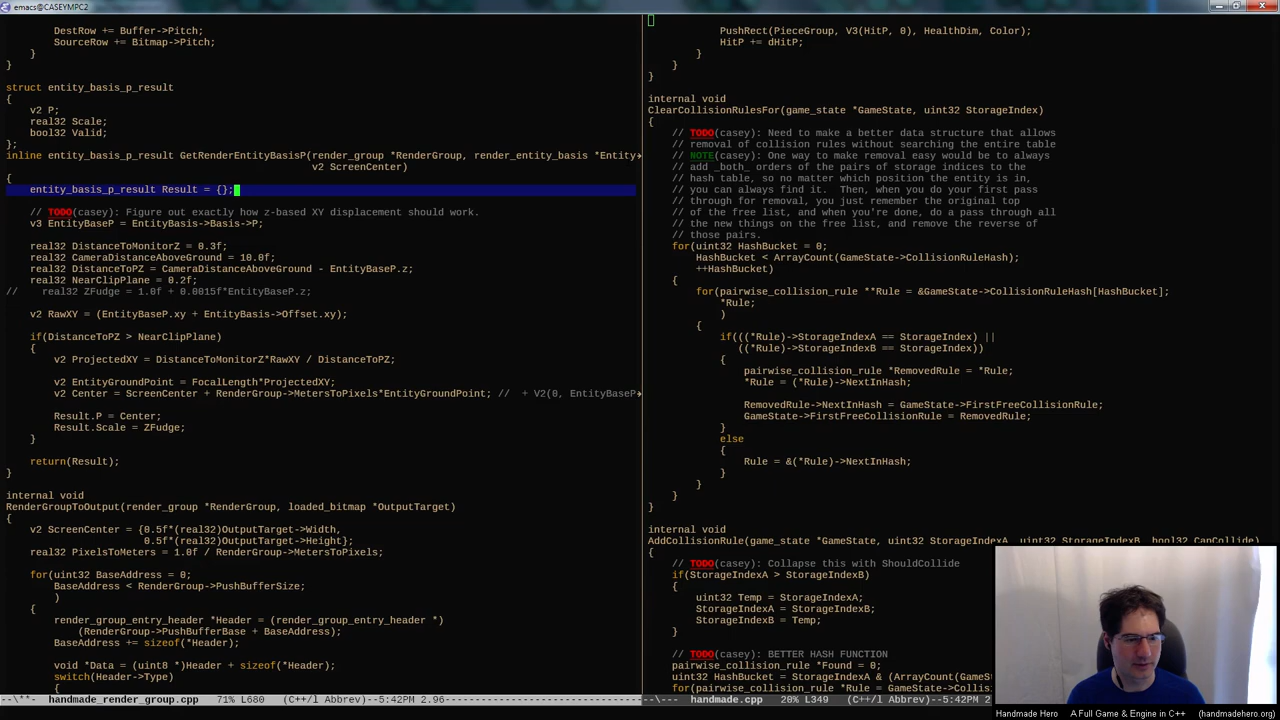 emacs@CASEYMPC2
DestRow += Buffer->Pitch;
SourceRow += Bitmap->Pitch;
}
}
struct entity_basis_p_result
{
v2 P;
real32 Scale;
bool32 Valid;
};
inline entity_basis_p_result GetRenderEntityBasisP(render_group *RenderGroup, render_entity_basis *Entity
v2 ScreenCenter)
{
entity_basis_p_result Result = {};
// TODO(casey): Figure out exactly how z-based XY displacement should work.
v3 EntityBaseP = EntityBasis->Basis->P;
real32 DistanceToMonitorZ = 0.3f;
real32 CameraDistanceAboveGround = 10.0f;
real32 DistanceToPZ = CameraDistanceAboveGround - EntityBaseP.z;
real32 NearClipPlane = 0.2f;
// real32 ZFudge = 1.0f + 0.0015f*EntityBaseP.z;
v2 RawXY = (EntityBaseP.xy + EntityBasis->Offset.xy);
if(DistanceToPZ > NearClipPlane)
{
v2 ProjectedXY = DistanceToMonitorZ*RawXY / DistanceToPZ;
v2 EntityGroundPoint = FocalLength*ProjectedXY;
v2 Center = ScreenCenter + RenderGroup->MetersToPixels*EntityGroundPoint; // + V2(0, EntityBaseP
Result.P = Center;
Result.Scale = ZFudge;
}
return(Result);
}
internal void
RenderGroupToOutput(render_group *RenderGroup, loaded_bitmap *OutputTarget)
{
v2 ScreenCenter = {0.5f*(real32)OutputTarget->Width,
0.5f*(real32)OutputTarget->Height};
real32 PixelsToMeters = 1.0f / RenderGroup->MetersToPixels;
for(uint32 BaseAddress = 0;
BaseAddress < RenderGroup->PushBufferSize;
)
{
render_group_entry_header *Header = (render_group_entry_header *)
(RenderGroup->PushBufferBase + BaseAddress);
BaseAddress += sizeof(*Header);
void *Data = (uint8 *)Header + sizeof(*Header);
switch(Header->Type)
{
--\**- handmade_render_group.cpp 71% L680 (C++/l Abbrev)--5:42PM 2.96
PushRect(PieceGroup, V3(HitP, 0), HealthDim, Color);
HitP += dHitP;
}
}
}
internal void
ClearCollisionRulesFor(game_state *GameState, uint32 StorageIndex)
{
// TODO(casey): Need to make a better data structure that allows
// removal of collision rules without searching the entire table
// NOTE(casey): One way to make removal easy would be to always
// add _both_ orders of the pairs of storage indices to the
// hash table, so no matter which position the entity is in,
// you can always find it. Then, when you do your first pass
// through for removal, you just remember the original top
// of the free list, and when you're done, do a pass through all
// the new things on the free list, and remove the reverse of
// those pairs.
for(uint32 HashBucket = 0;
HashBucket < ArrayCount(GameState->CollisionRuleHash);
++HashBucket)
{
for(pairwise_collision_rule **Rule = &GameState->CollisionRuleHash[HashBucket];
*Rule;
)
{
if(((*Rule)->StorageIndexA == StorageIndex) ||
((*Rule)->StorageIndexB == StorageIndex))
{
pairwise_collision_rule *RemovedRule = *Rule;
*Rule = (*Rule)->NextInHash;
RemovedRule->NextInHash = GameState->FirstFreeCollisionRule;
GameState->FirstFreeCollisionRule = RemovedRule;
}
else
{
Rule = &(*Rule)->NextInHash;
}
}
}
}
internal void
AddCollisionRule(game_state *GameState, uint32 StorageIndexA, uint32 StorageIndexB, bool32 CanCollide)
{
// TODO(casey): Collapse this with ShouldCollide
if(StorageIndexA > StorageIndexB)
{
uint32 Temp = StorageIndexA;
StorageIndexA = StorageIndexB;
StorageIndexB = Temp;
}
// TODO(casey): BETTER HASH FUNCTION
pairwise_collision_rule *Found = 0;
uint32 HashBucket = StorageIndexA & (ArrayCount(GameS
for(pairwise_collision_rule *Rule = GameState->Collisi
--\--- handmade.cpp 20% L349 (C++/l Abbrev)--5:42PM 2
Handmade Hero A Full Game & Engine in C++ (handmadehero.org)